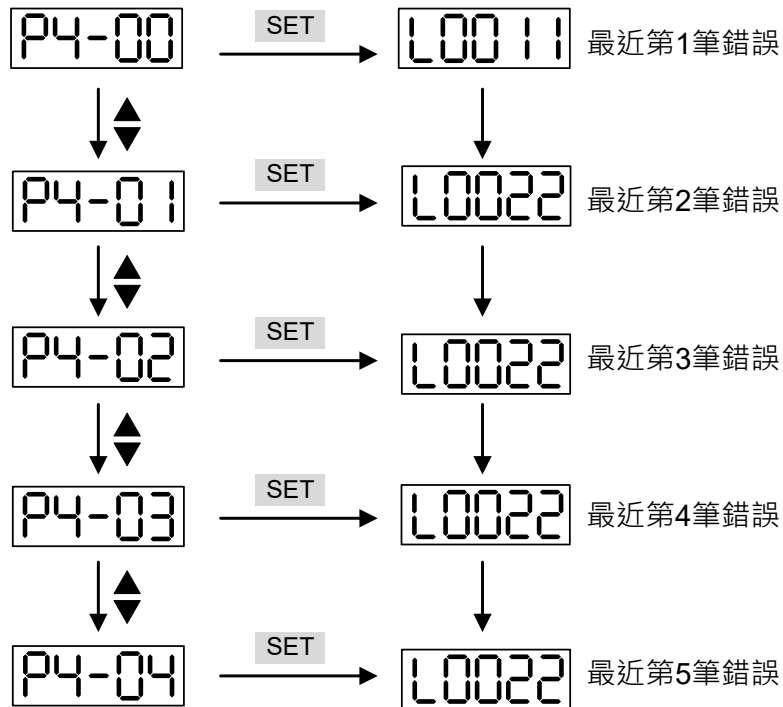 P4-00 SET L0011 最近第1筆錯誤
P4-01 SET L0022 最近第2筆錯誤
P4-02 SET L0022 最近第3筆錯誤
P4-03 SET L0022 最近第4筆錯誤
P4-04 SET L0022 最近第5筆錯誤